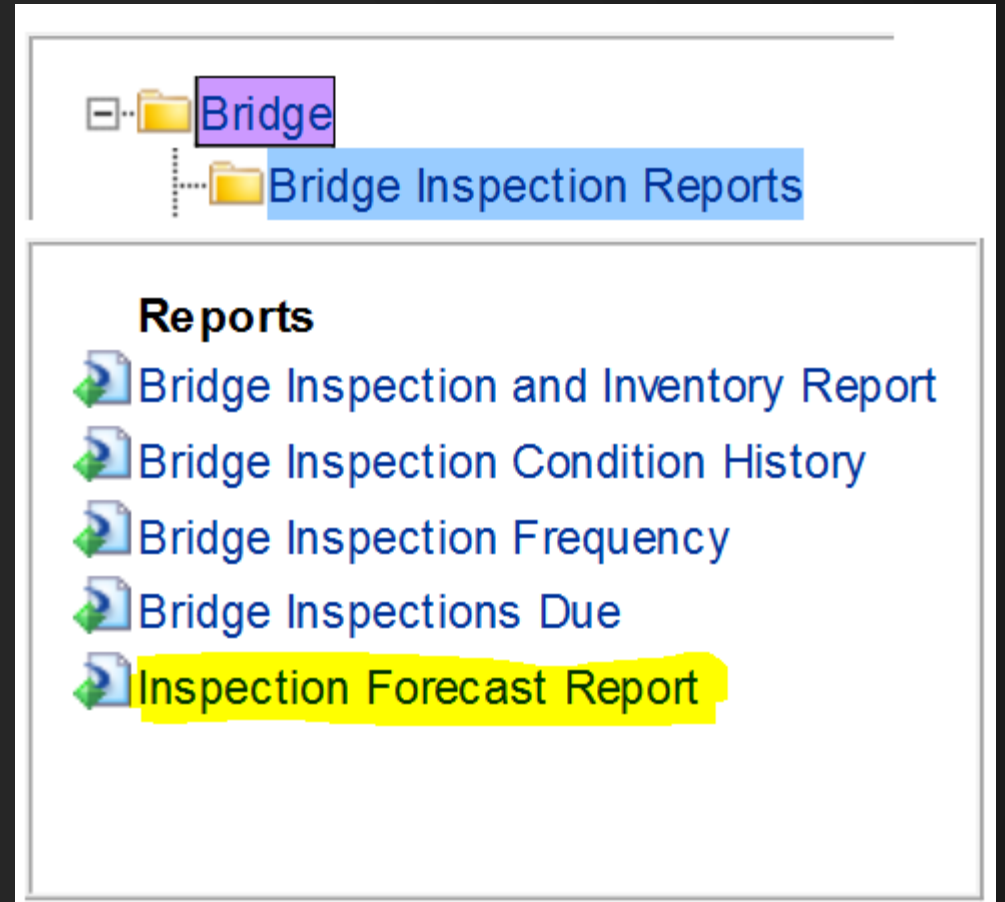 Bridge
Bridge Inspection Reports
Reports
Bridge Inspection and Inventory Report
Bridge Inspection Condition History
Bridge Inspection Frequency
Bridge Inspections Due
Inspection Forecast Report